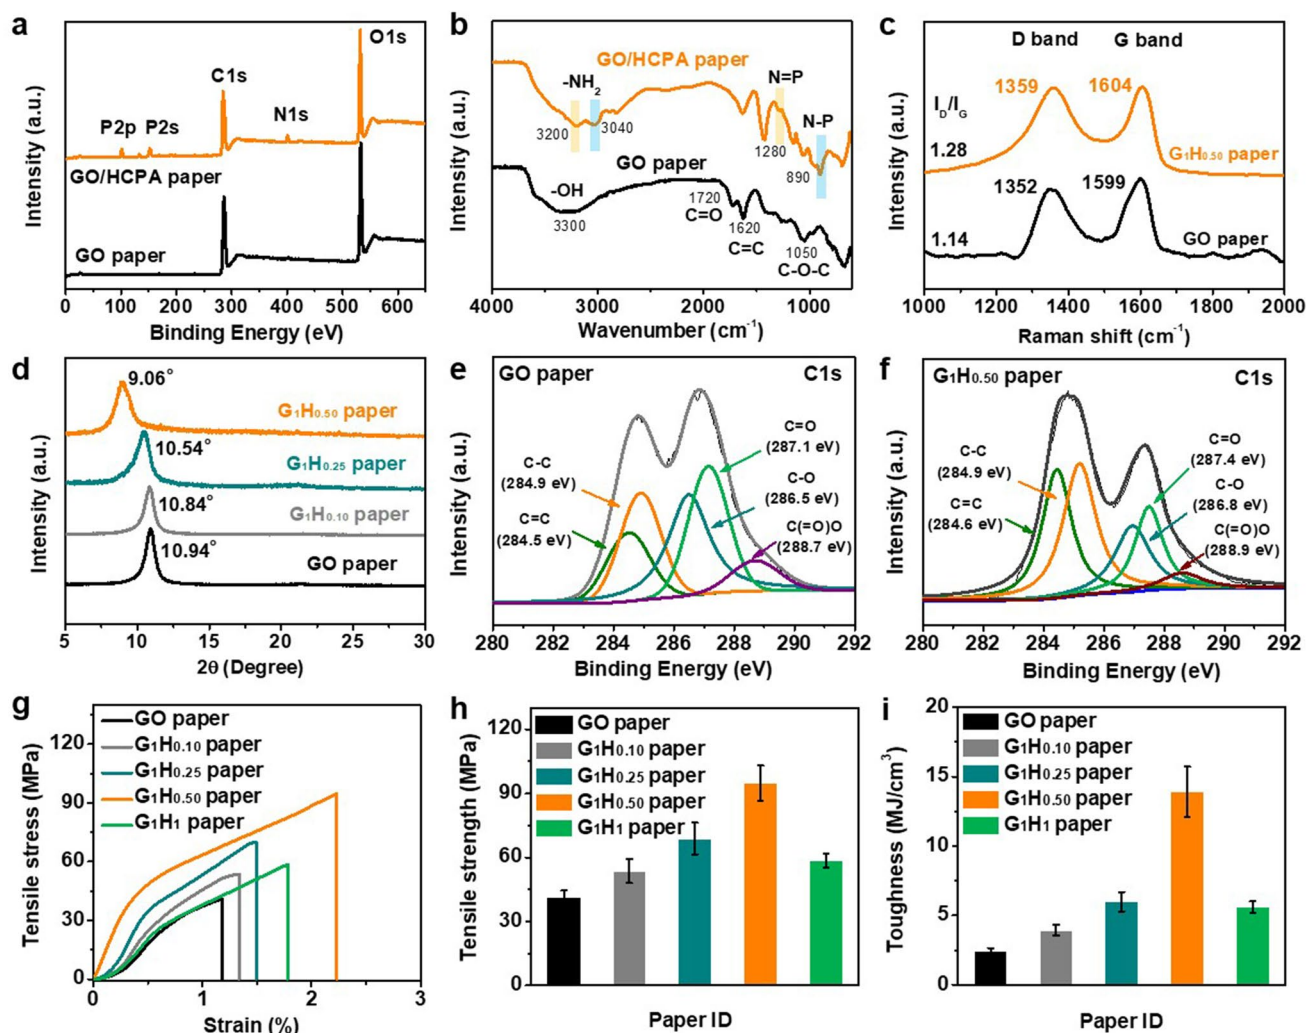 a
Intensity (a.u.)
O1s
C1s
P2p
P2s
N1s
GO/HCPA paper
GO paper
0
100
200
300
400
500
600
Binding Energy (eV)
b
Intensity (a.u.)
GO/HCPA paper
N=P
-NH2
3200
3040
N-P
1280
890
GO paper
-OH
3300
1720
C=O
1620
C=C
1050
C-O-C
4000
3000
2000
1000
Wavenumber (cm-1)
c
Intensity (a.u.)
D band
G band
1359
1604
ID/IG
1.28
G1H0.50 paper
1352
1599
1.14
GO paper
1000
1200
1400
1600
1800
2000
Raman shift (cm-1)
d
Intensity (a.u.)
9.06°
G1H0.50 paper
10.54°
G1H0.25 paper
10.84°
G1H0.10 paper
10.94°
GO paper
5
10
15
20
25
30
2θ (Degree)
e
Intensity (a.u.)
GO paper
C1s
C=O
(287.1 eV)
C-C
(284.9 eV)
C-O
(286.5 eV)
C=C
(284.5 eV)
C(=O)O
(288.7 eV)
280
282
284
286
288
290
292
Binding Energy (eV)
f
Intensity (a.u.)
G1H0.50 paper
C1s
C=O
(287.4 eV)
C-C
(284.9 eV)
C-O
(286.8 eV)
C=C
(284.6 eV)
C(=O)O
(288.9 eV)
280
282
284
286
288
290
292
Binding Energy (eV)
g
Tensile stress (MPa)
GO paper
G1H0.10 paper
G1H0.25 paper
G1H0.50 paper
G1H1 paper
120
90
60
30
0
0
1
2
3
Strain (%)
h
Tensile strength (MPa)
GO paper
G1H0.10 paper
G1H0.25 paper
G1H0.50 paper
G1H1 paper
120
90
60
30
0
Paper ID
i
Toughness (MJ/cm3)
GO paper
G1H0.10 paper
G1H0.25 paper
G1H0.50 paper
G1H1 paper
20
15
10
5
0
Paper ID